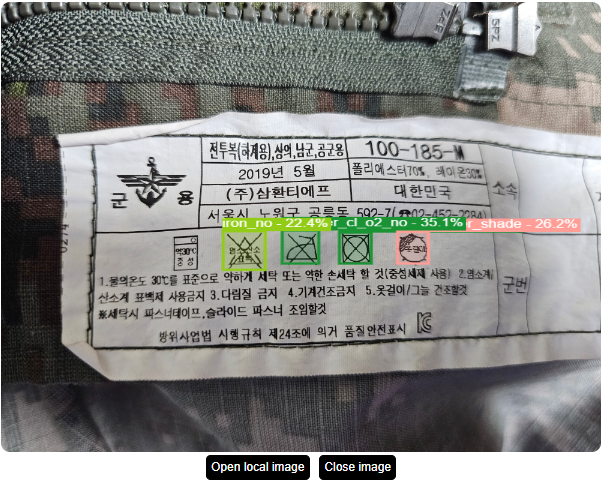 전투복(하계용), 상의, 남군, 공군용
100-185-M
2019년 5월
폴리에스터70%, 레이온30%
군 용
(주)삼환티에프
대한민국
소속
서울시 노원구 공릉동 592-7(☎02-452-2284)
iron_no - 22.4%
r_cl_o2_no - 35.1%
r_shade - 26.2%
약30℃
중성
1.물의온도 30℃를 표준으로 약하게 세탁 또는 약한 손세탁 할 것(중성세제 사용) 2.염소계/
산소계 표백제 사용금지 3.다림질 금지 4.기계건조금지 5.옷걸이/그늘 건조할것
군번
※세탁시 파스너테이프,슬라이드 파스너 조임할것
방위사업법 시행규칙 제24조에 의거 품질안전표시
Open local image
Close image